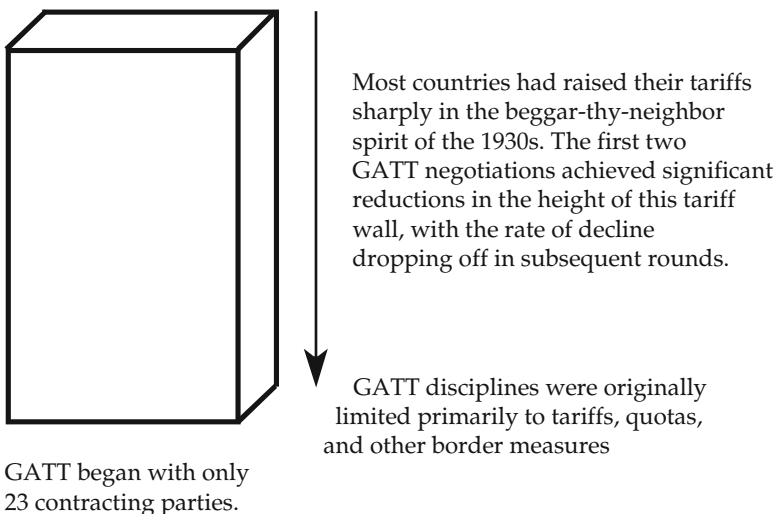 Most countries had raised their tariffs
sharply in the beggar-thy-neighbor
spirit of the 1930s. The first two
GATT negotiations achieved significant
reductions in the height of this tariff
wall, with the rate of decline
dropping off in subsequent rounds.
GATT disciplines were originally
limited primarily to tariffs, quotas,
and other border measures
GATT began with only
23 contracting parties.